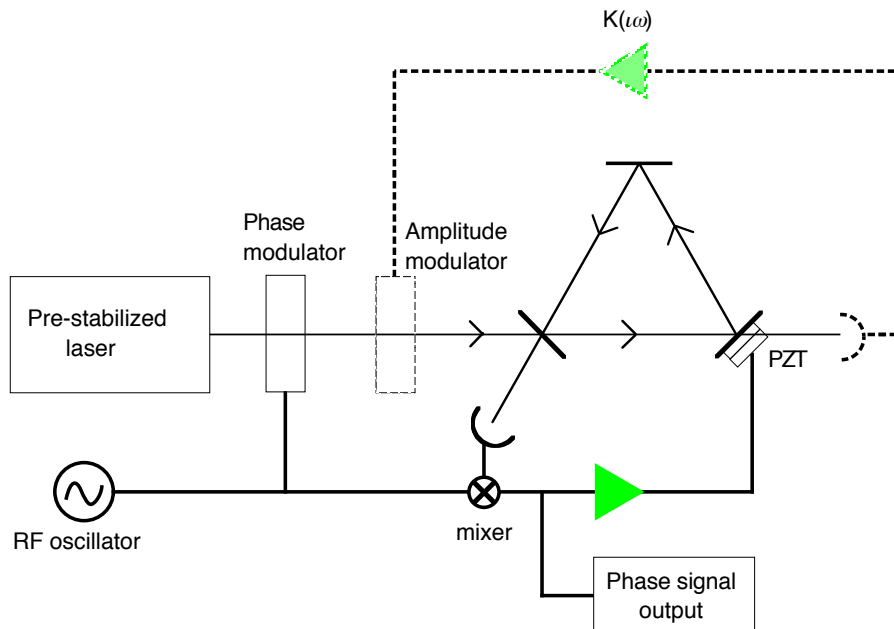 K(ιω)
Phase
modulator
Amplitude
modulator
Pre-stabilized
laser
PZT
RF oscillator
mixer
Phase signal
output